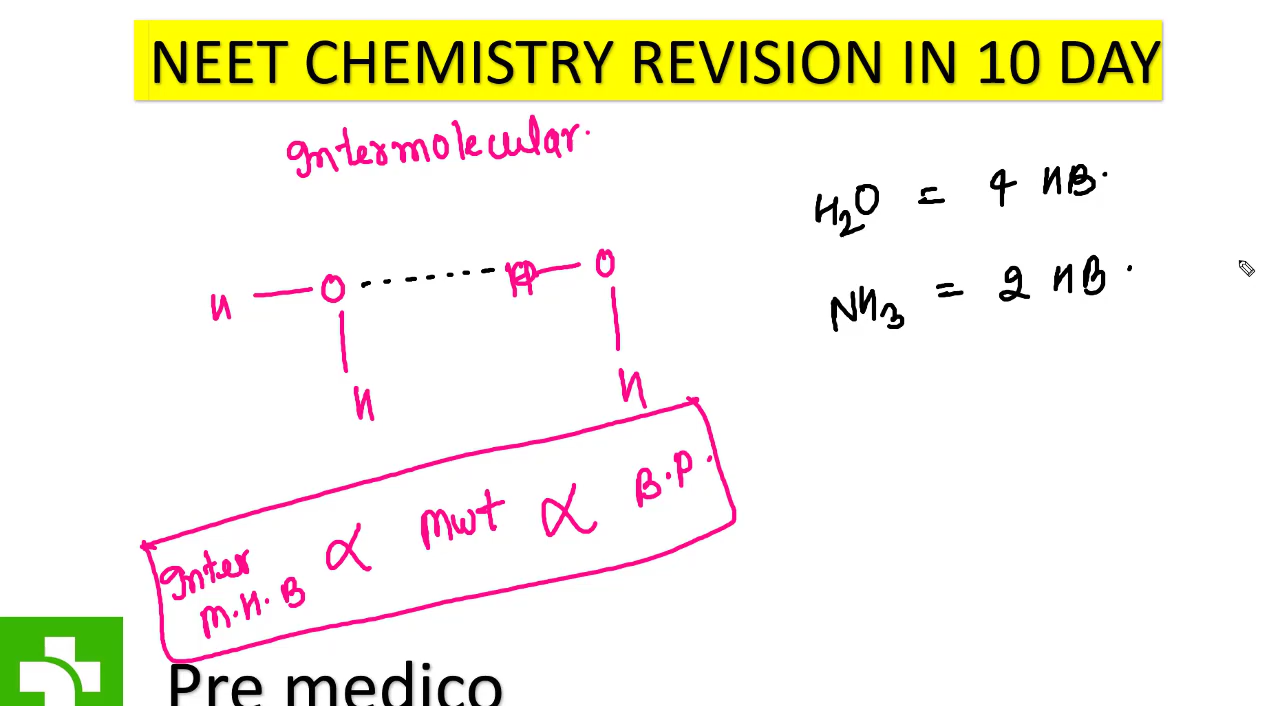 NEET CHEMISTRY REVISION IN 10 DAY
Intermolecular.
H2O = 4 HB.
H — O ------- H — O
NH3 = 2 HB.
H
H
Inter M.H.B ∝ Mwt ∝ B.P.
Pre medico